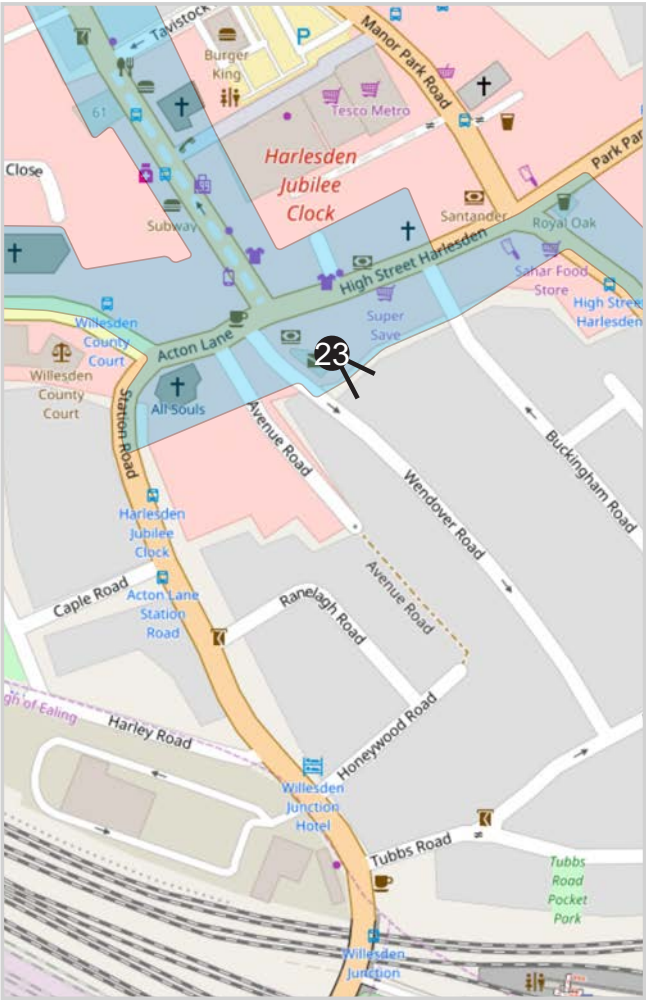 Tavistock
Burger
King
P
Manor Park Road
Tesco Metro
61
Park Par
Harlesden
Jubilee
Clock
Close
Santander
Royal Oak
Subway
High Street Harlesden
Sahar Food
Store
High Stree
Harlesden
Super
Save
Willesden
County
Court
Acton Lane
23
Willesden
County
Court
All Souls
Station Road
Avenue Road
Buckingham Road
Wendover Road
Harlesden
Jubilee
Clock
Avenue Road
Caple Road
Acton Lane
Station
Road
Ranelagh Road
gh of Ealing
Harley Road
Honeywood Road
Willesden
Junction
Hotel
Tubbs Road
Tubbs
Road
Pocket
Park
Willesden
Junction